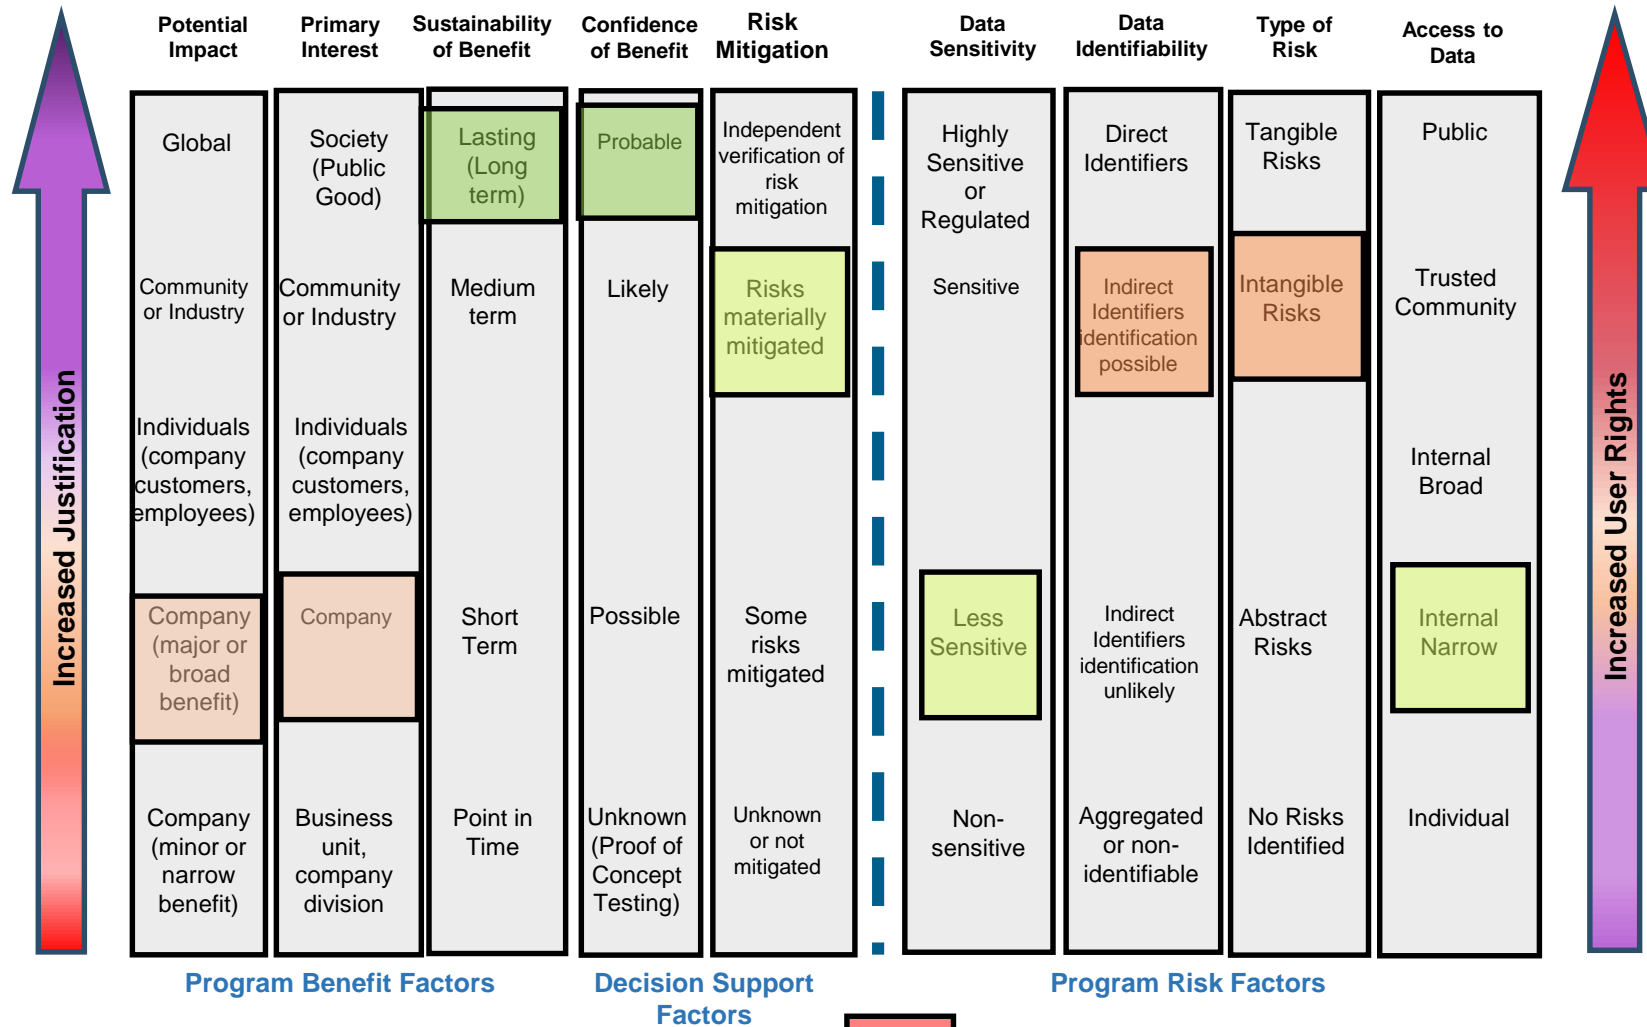 Potential
Impact
Primary
Interest
Sustainability
of Benefit
Confidence
of Benefit
Risk
Mitigation
Data
Sensitivity
Data
Identifiability
Type of
Risk
Access to
Data
Increased Justification
Global
Community
or Industry
Individuals
(company
customers,
employees)
Company
(major or
broad
benefit)
Company
(minor or
narrow
benefit)
Society
(Public
Good)
Community
or Industry
Individuals
(company
customers,
employees)
Company
Business
unit,
company
division
Lasting
(Long
term)
Medium
term
Short
Term
Point in
Time
Probable
Likely
Possible
Unknown
(Proof of
Concept
Testing)
Independent
verification of
risk
mitigation
Risks
materially
mitigated
Some
risks
mitigated
Unknown
or not
mitigated
Highly
Sensitive
or
Regulated
Sensitive
Less
Sensitive
Non-
sensitive
Direct
Identifiers
Indirect
Identifiers
identification
possible
Indirect
Identifiers
identification
unlikely
Aggregated
or non-
identifiable
Tangible
Risks
Intangible
Risks
Abstract
Risks
No Risks
Identified
Public
Trusted
Community
Internal
Broad
Internal
Narrow
Individual
Increased User Rights
Program Benefit Factors
Decision Support
Factors
Program Risk Factors